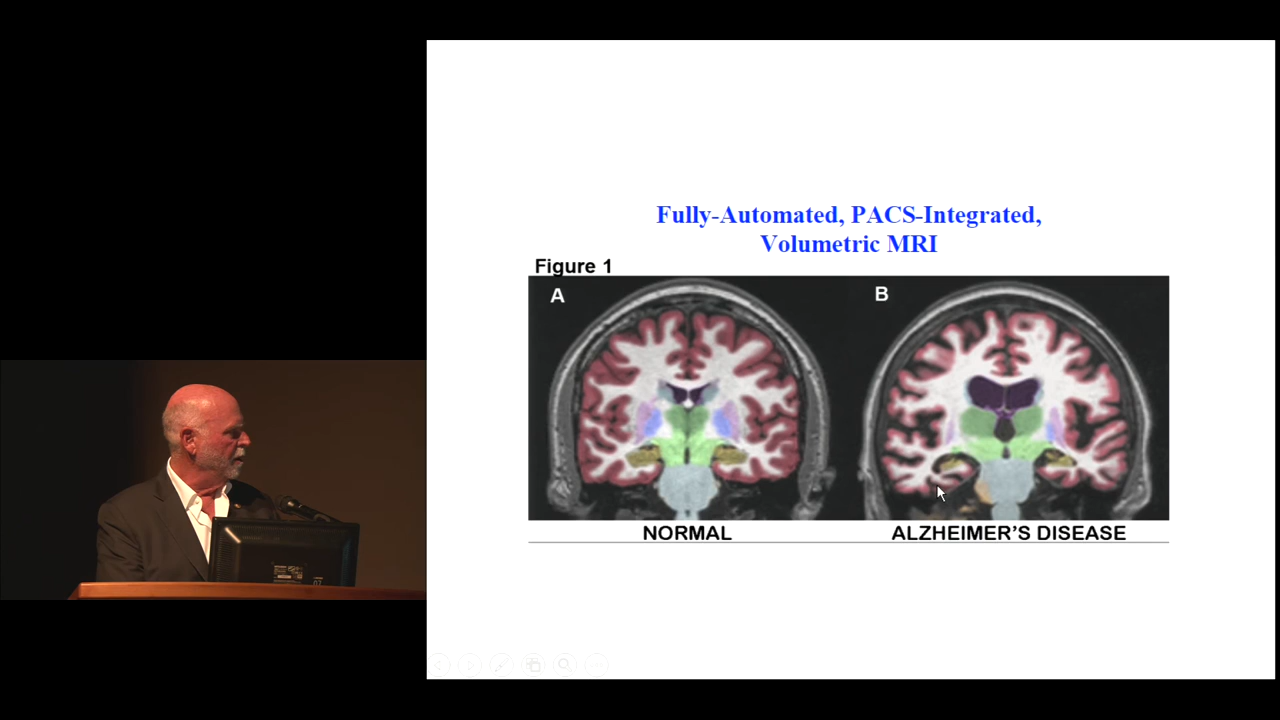 Fully-Automated, PACS-Integrated,
Volumetric MRI
Figure 1
A
B
NORMAL
ALZHEIMER'S DISEASE